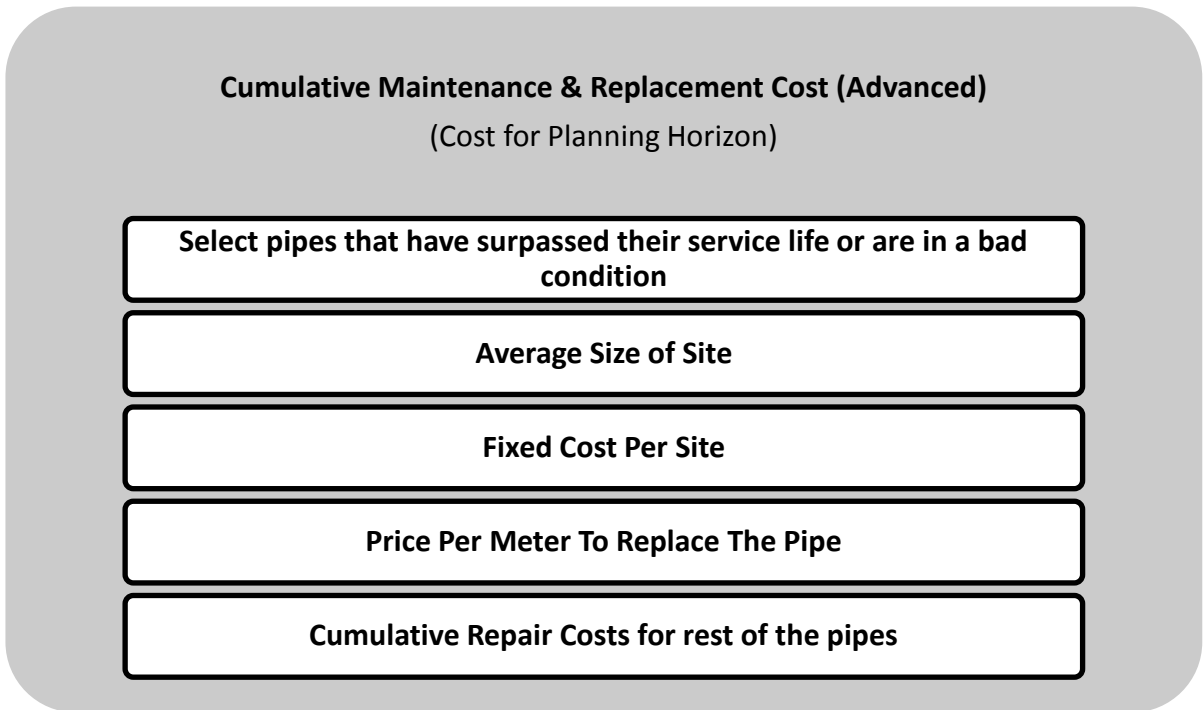 Cumulative Maintenance & Replacement Cost (Advanced)
(Cost for Planning Horizon)
Select pipes that have surpassed their service life or are in a bad
condition
Average Size of Site
Fixed Cost Per Site
Price Per Meter To Replace The Pipe
Cumulative Repair Costs for rest of the pipes